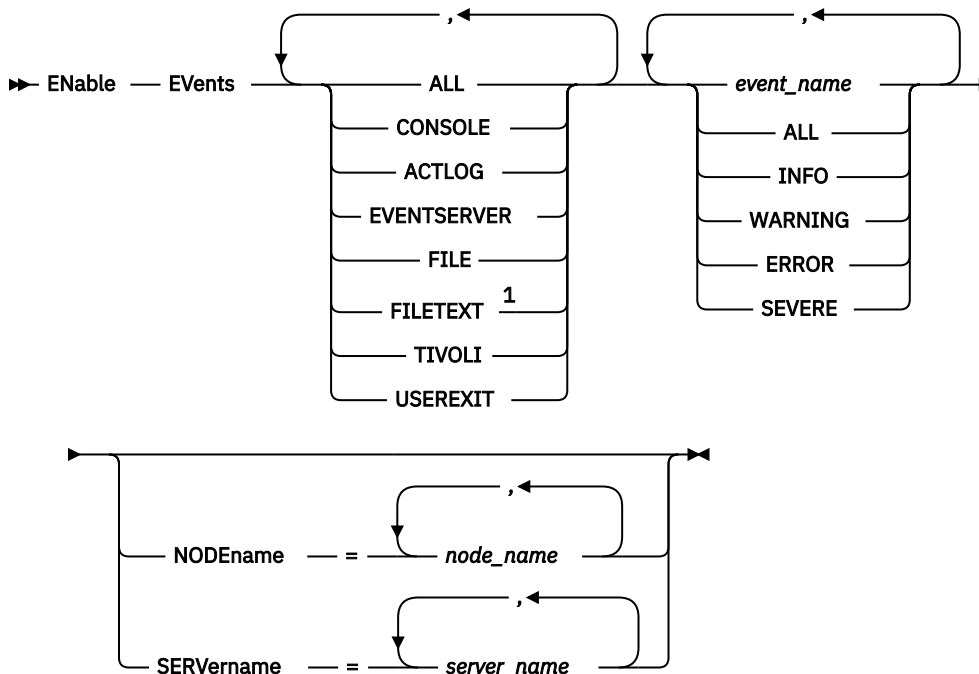 , ,
ENable EVents ALL event_name
CONSOLE ALL
ACTLOG INFO
EVENTSERVER WARNING
FILE ERROR
FILETEXT 1 SEVERE
TIVOLI
USEREXIT
,
NODEname = node_name
,
SERVername = server_name